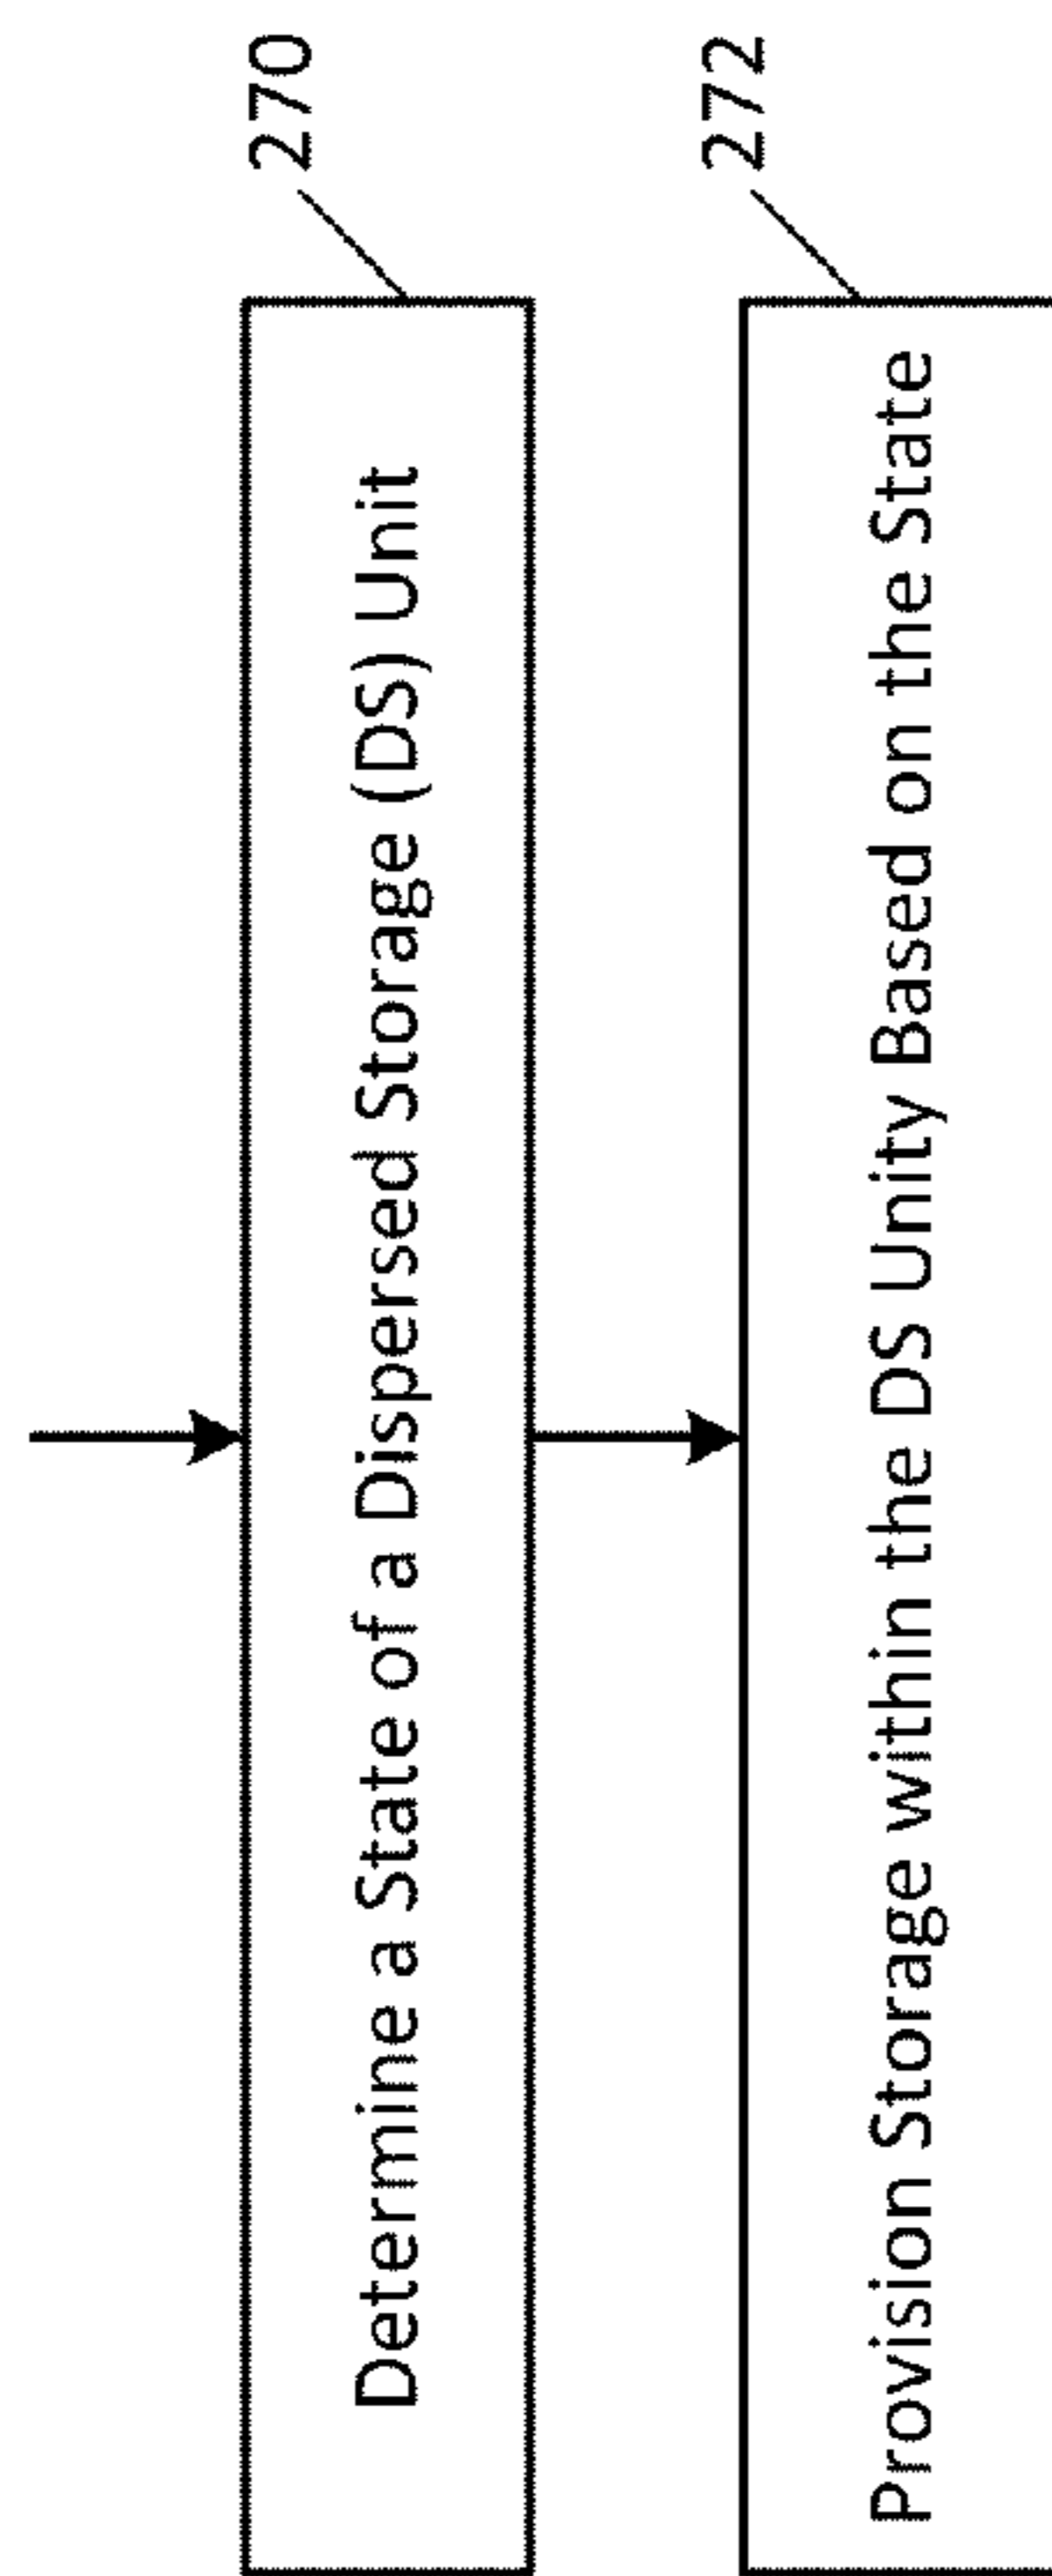 270
Determine a State of a Dispersed Storage (DS) Unit
272
Provision Storage within the DS Unity Based on the State